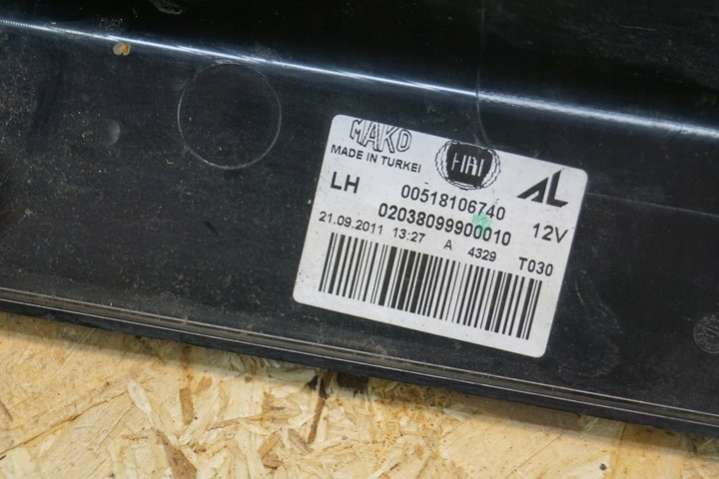 MAKO
MADE IN TURKEI
FIAT
AL
LH 00518106740
02038099900010 12V
21.09.2011 13:27 A 4329 T030